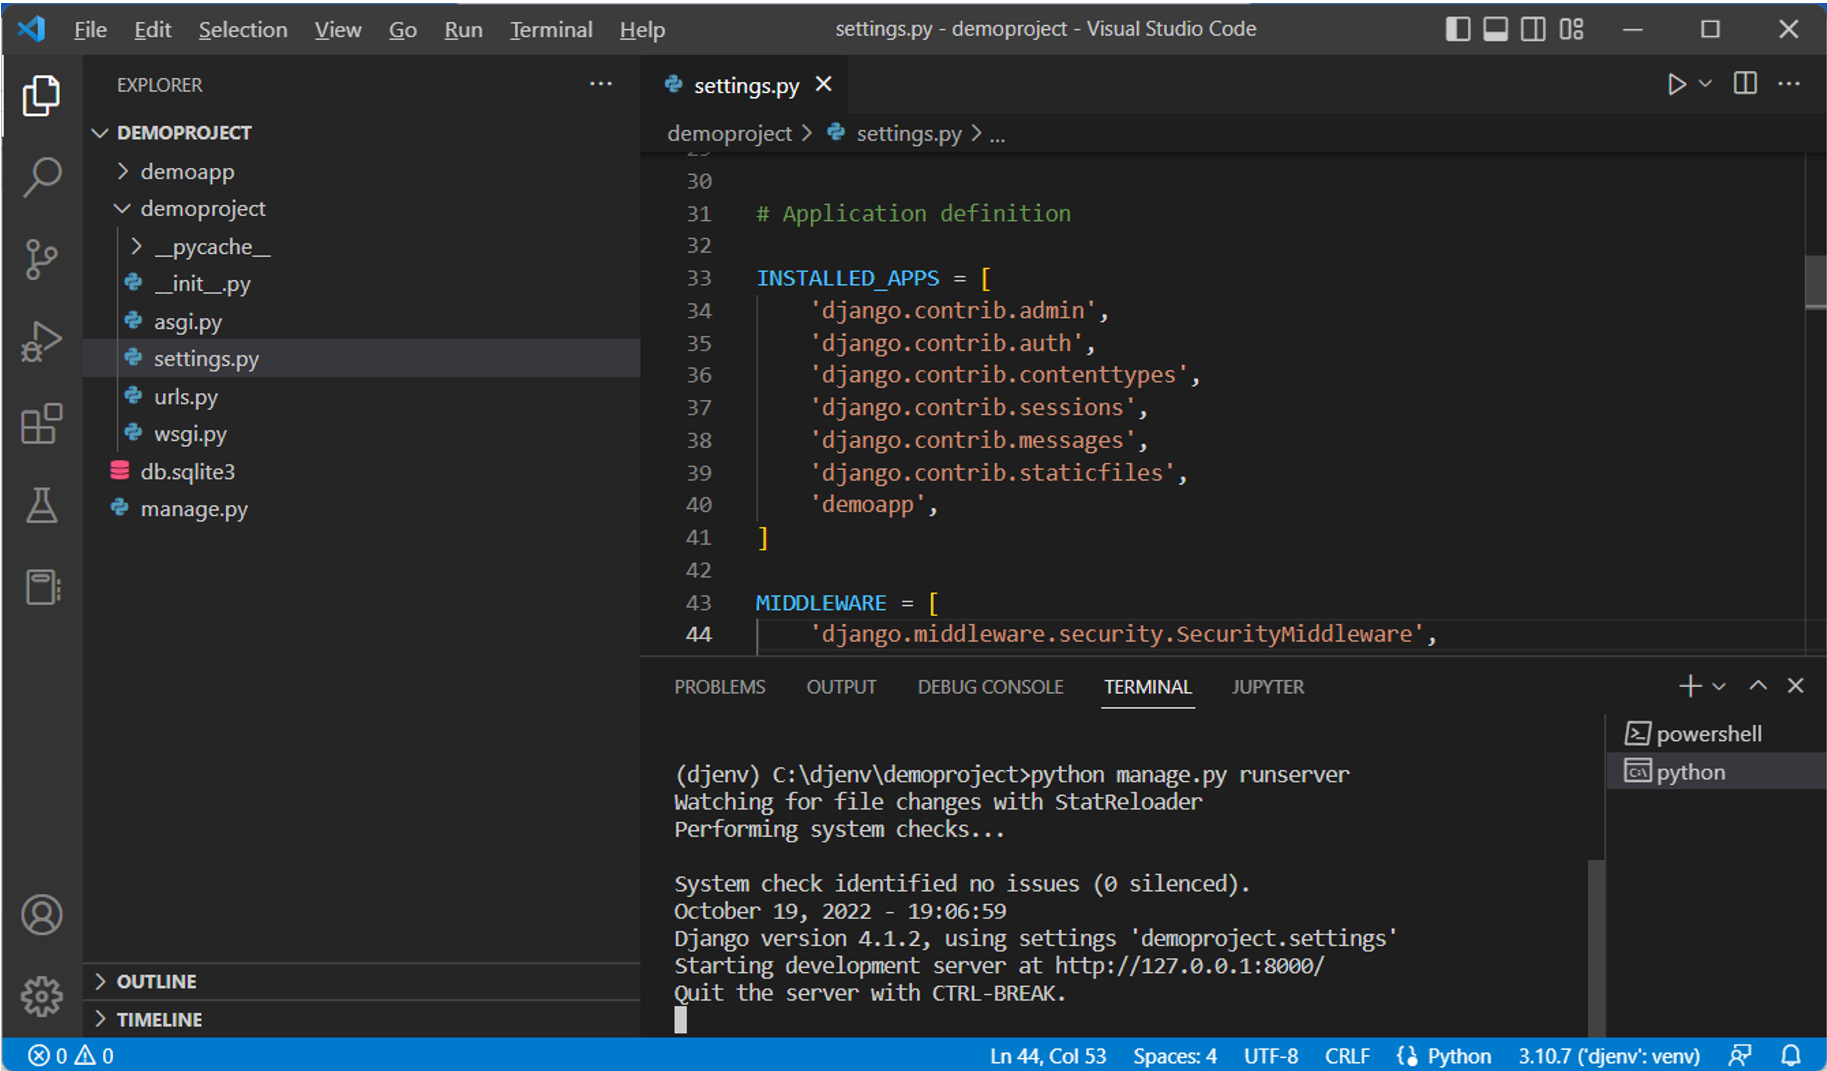 File Edit Selection View Go Run Terminal Help settings.py - demoproject - Visual Studio Code
EXPLORER
DEMOPROJECT
demoapp
demoproject
__pycache__
__init__.py
asgi.py
settings.py
urls.py
wsgi.py
db.sqlite3
manage.py
OUTLINE
TIMELINE
settings.py
demoproject > settings.py > ...
29
30
31 # Application definition
32
33 INSTALLED_APPS = [
34 'django.contrib.admin',
35 'django.contrib.auth',
36 'django.contrib.contenttypes',
37 'django.contrib.sessions',
38 'django.contrib.messages',
39 'django.contrib.staticfiles',
40 'demoapp',
41 ]
42
43 MIDDLEWARE = [
44 'django.middleware.security.SecurityMiddleware',
PROBLEMS OUTPUT DEBUG CONSOLE TERMINAL JUPYTER
(djenv) C:\djenv\demoproject>python manage.py runserver
Watching for file changes with StatReloader
Performing system checks...
System check identified no issues (0 silenced).
October 19, 2022 - 19:06:59
Django version 4.1.2, using settings 'demoproject.settings'
Starting development server at http://127.0.0.1:8000/
Quit the server with CTRL-BREAK.
powershell
python
0 0 Ln 44, Col 53 Spaces: 4 UTF-8 CRLF Python 3.10.7 ('djenv': venv)